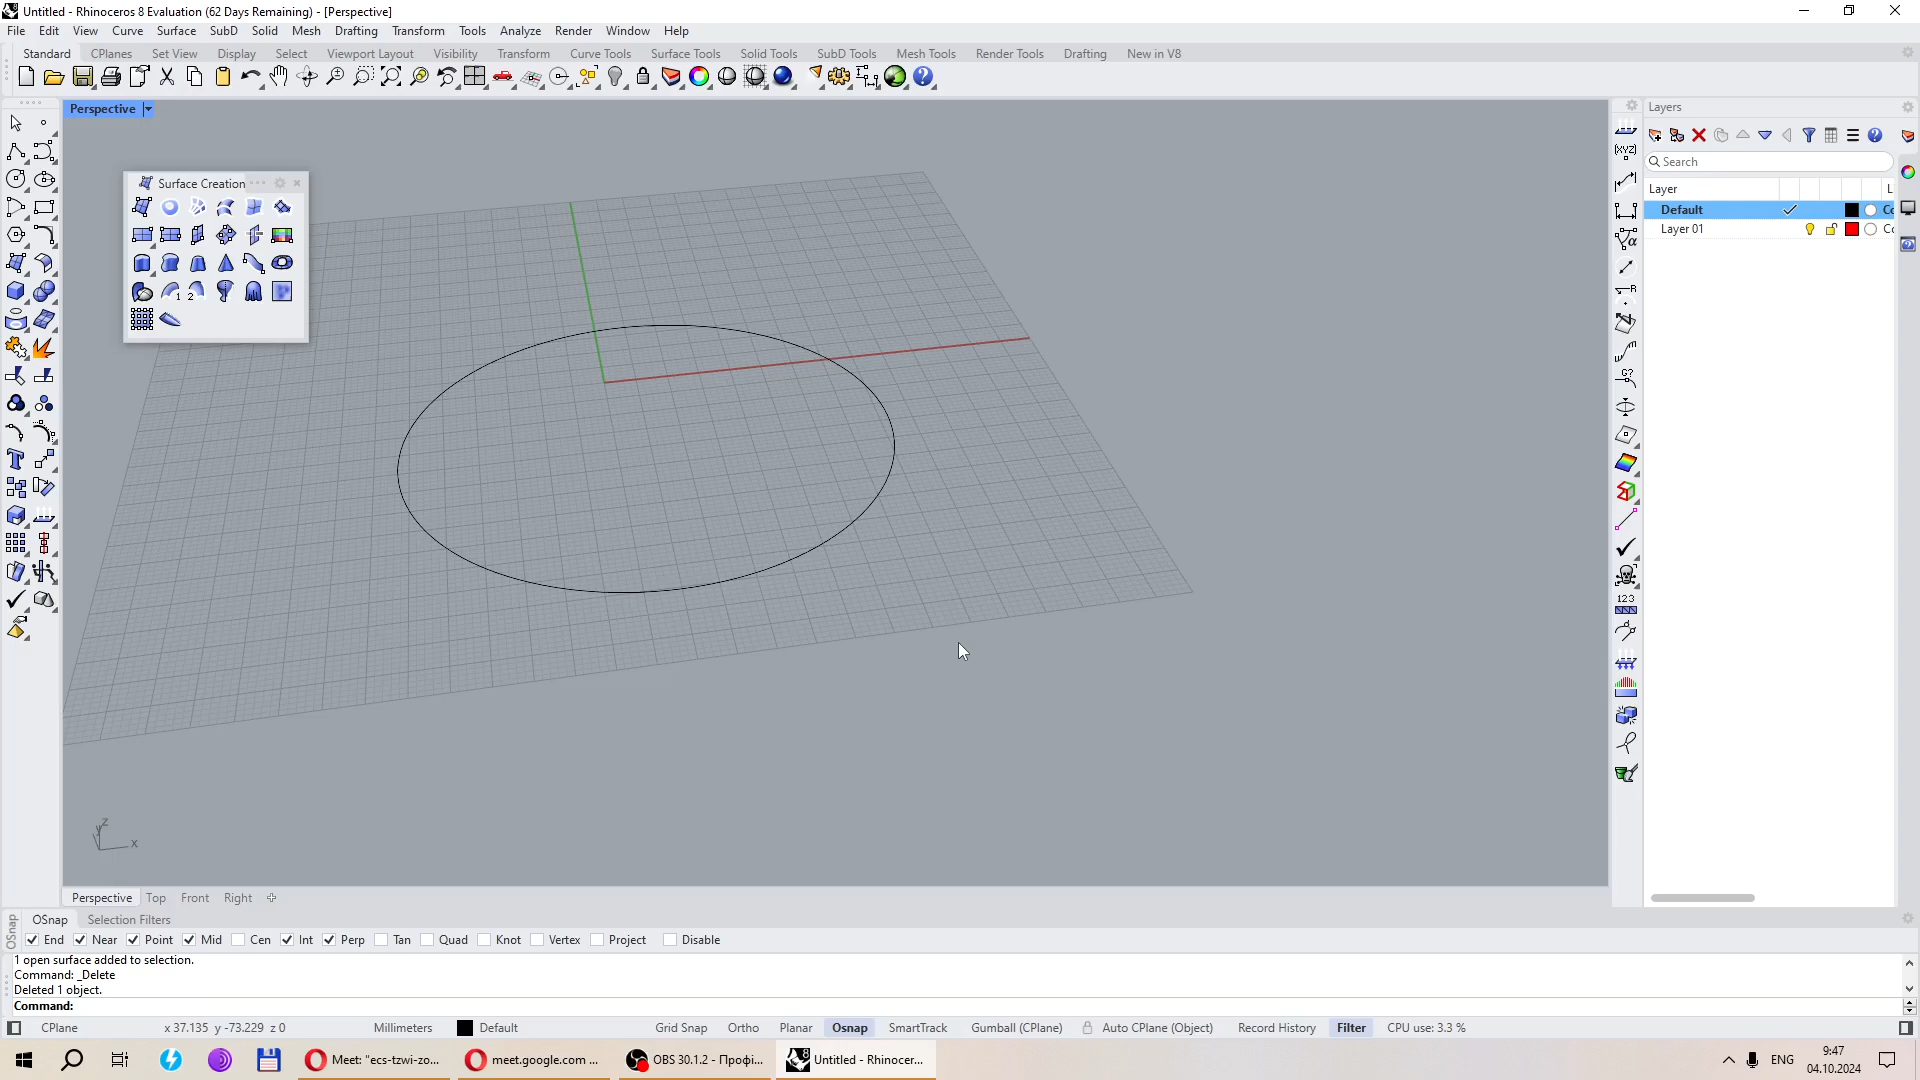 Untitled - Rhinoceros 8 Evaluation (62 Days Remaining) - [Perspective]
File Edit View Curve Surface SubD Solid Mesh Drafting Transform Tools Analyze Render Window Help
Standard CPlanes Set View Display Select Viewport Layout Visibility Transform Curve Tools Surface Tools Solid Tools SubD Tools Mesh Tools Render Tools Drafting New in V8
Perspective
Layers
(XYZ)
Search
Surface Creation
Layer L
Default Co
Layer 01 Co
R
1 2
G?
T
123
z
y
x
Perspective Top Front Right
OSnap
OSnap Selection Filters
End Near Point Mid Cen Int Perp Tan Quad Knot Vertex Project Disable
1 open surface added to selection.
Command: _Delete
Deleted 1 object.
Command:
CPlane x 37.135 y -73.229 z 0 Millimeters Default Grid Snap Ortho Planar Osnap SmartTrack Gumball (CPlane) Auto CPlane (Object) Record History Filter CPU use: 3.3 %
Meet: "ecs-tzwi-zo... meet.google.com ... OBS 30.1.2 - Профі... Untitled - Rhinocer... ENG 9:47
04.10.2024